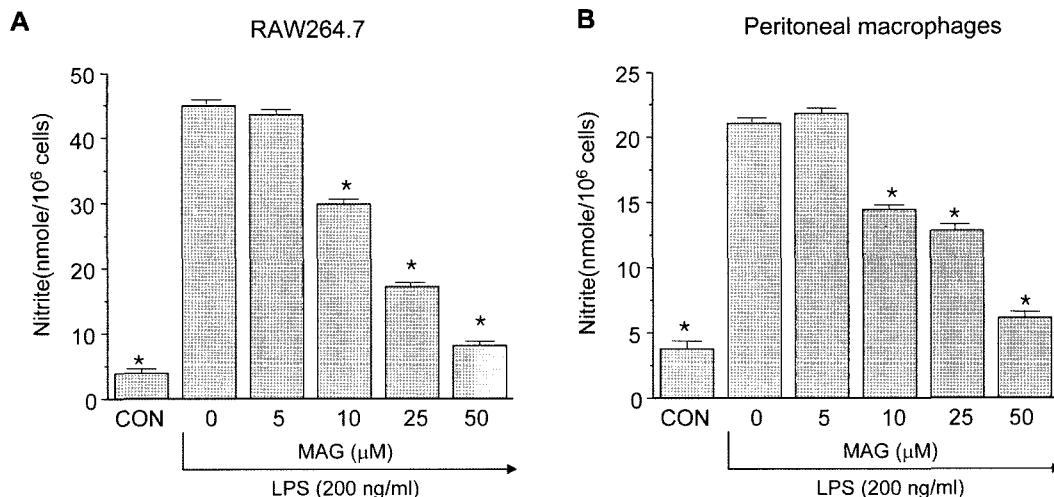 A
RAW264.7
Nitrite(nmole/10⁶ cells)
50
40
30
20
10
0
*
*
*
*
CON
0
5
10
25
50
MAG (μM)
LPS (200 ng/ml)
B
Peritoneal macrophages
Nitrite(nmole/10⁶ cells)
25
20
15
10
5
0
*
*
*
*
CON
0
5
10
25
50
MAG (μM)
LPS (200 ng/ml)